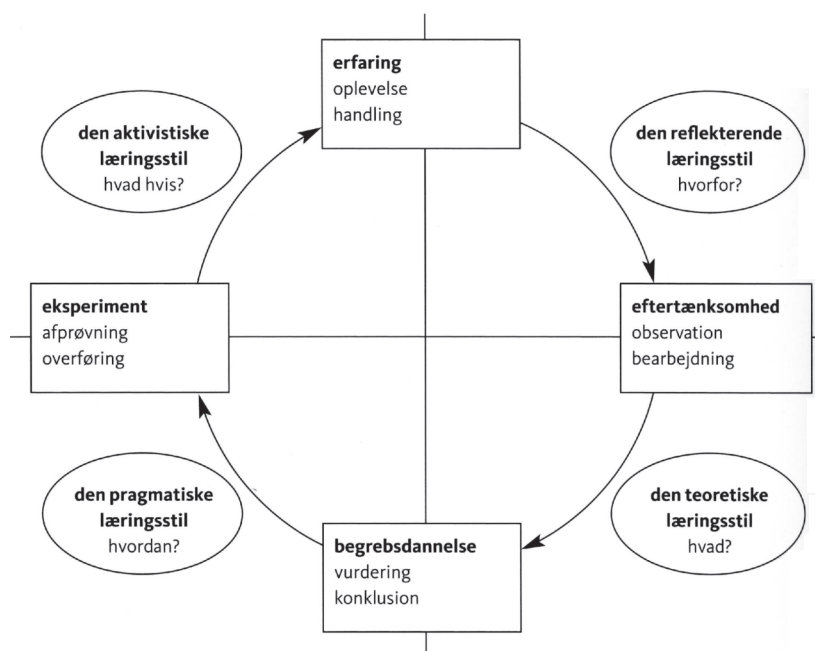 erfaring
oplevelse
handling
den aktivistiske
læringsstil
hvad hvis?
den reflekterende
læringsstil
hvorfor?
eksperiment
afprøvning
overføring
eftertænksomhed
observation
bearbejdning
den pragmatiske
læringsstil
hvordan?
begrebsdannelse
vurdering
konklusion
den teoretiske
læringsstil
hvad?